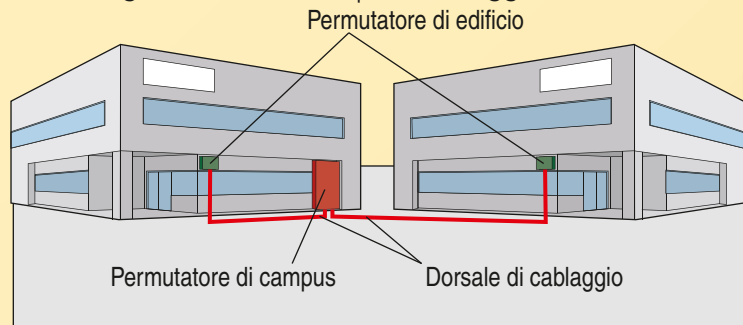 Permutatore di edificio
Permutatore di campus
Dorsale di cablaggio